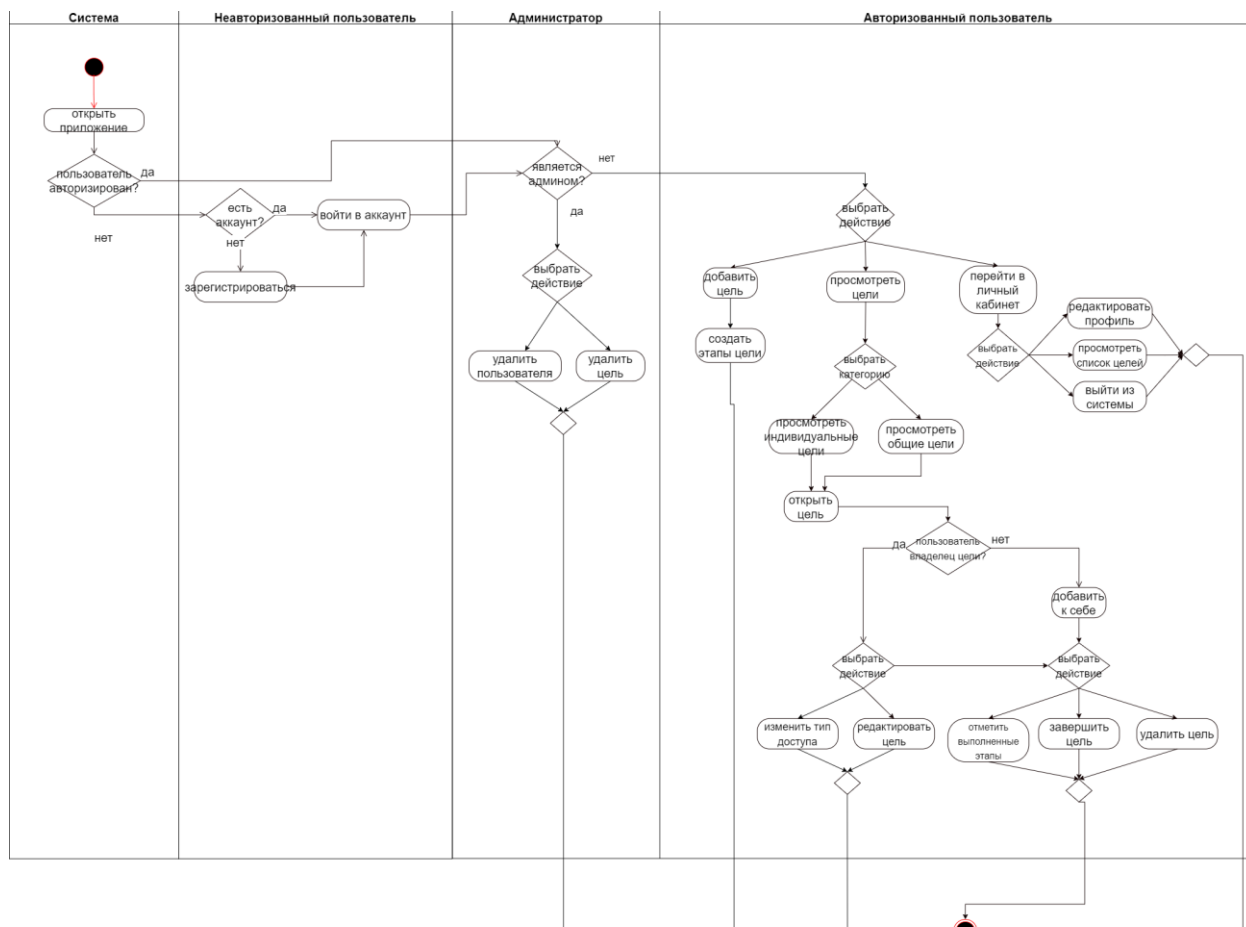 Система
Неавторизованный пользователь
Администратор
Авторизованный пользователь
открыть
приложение
пользователь
авторизирован?
да
нет
есть
аккаунт?
да
нет
войти в аккаунт
зарегистрироваться
является
админом?
нет
да
выбрать
действие
удалить
пользователя
удалить
цель
выбрать
действие
добавить
цель
просмотреть
цели
перейти в
личный
кабинет
создать
этапы цели
выбрать
категорию
выбрать
действие
редактировать
профиль
просмотреть
список целей
выйти из
системы
просмотреть
индивидуальные
цели
просмотреть
общие цели
открыть
цель
пользователь
владелец цели?
да
нет
добавить
к себе
выбрать
действие
выбрать
действие
изменить тип
доступа
редактировать
цель
отметить
выполненные
этапы
завершить
цель
удалить цель